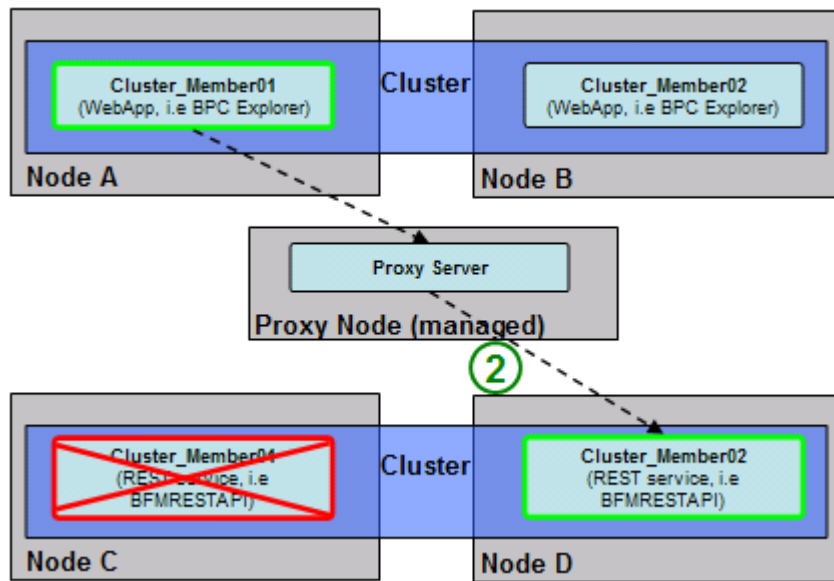 Cluster_Member01
(WebApp, i.e BPC Explorer)
Cluster
Cluster_Member02
(WebApp, i.e BPC Explorer)
Node A
Node B
Proxy Server
Proxy Node (managed)
2
Cluster_Member01
(REST service, i.e
BFMRESTAPI)
Cluster
Cluster_Member02
(REST service, i.e
BFMRESTAPI)
Node C
Node D